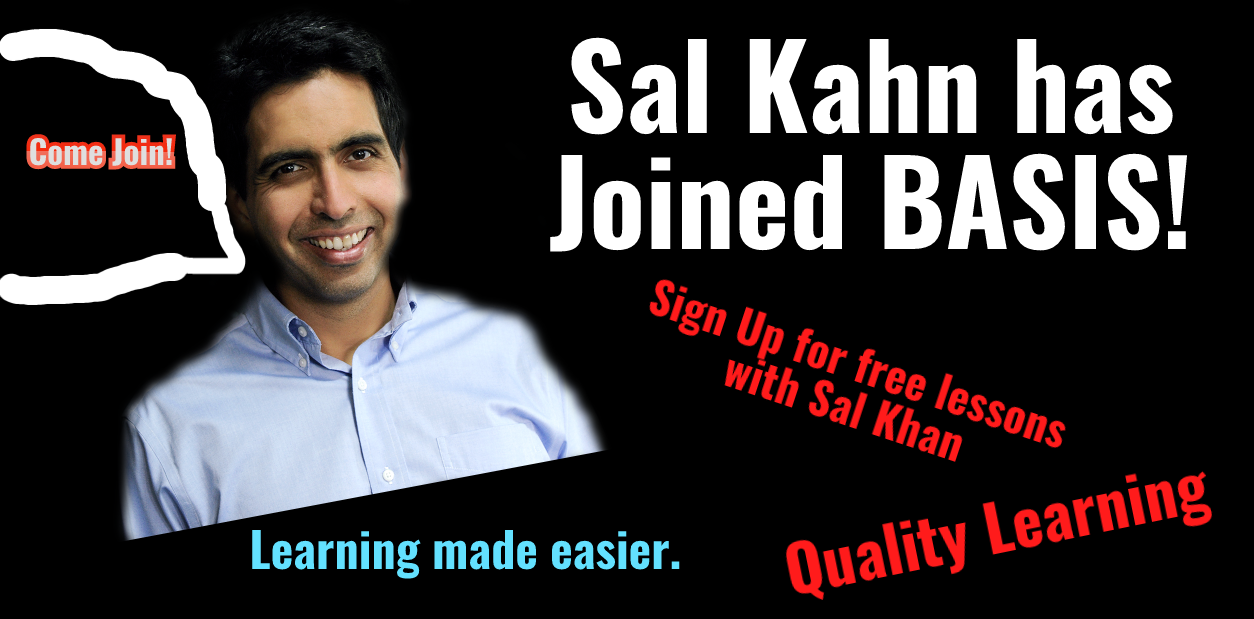 Come Join!
Sal Kahn has
Joined BASIS!
Sign Up for free lessons
with Sal Khan
Quality Learning
Learning made easier.